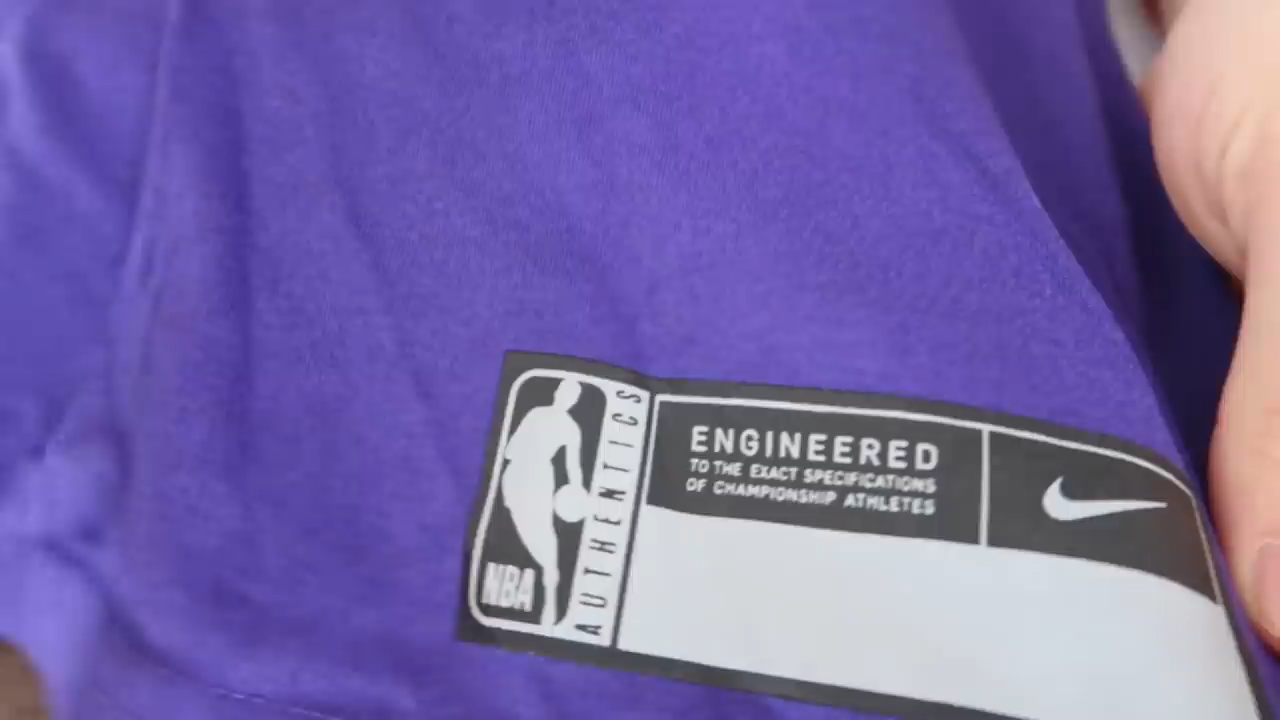 NBA
AUTHENTICS
ENGINEERED
TO THE EXACT SPECIFICATIONS
OF CHAMPIONSHIP ATHLETES